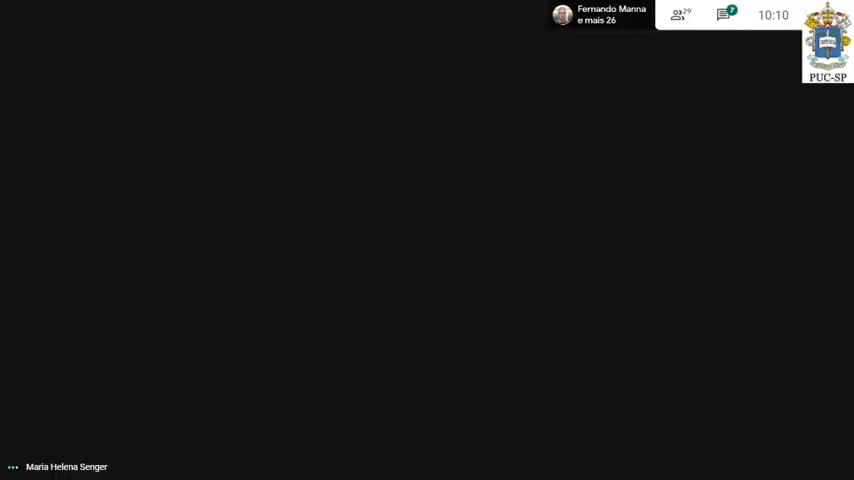 Fernando Manna
e mais 26
29
7
10:10
PUC-SP
Maria Helena Senger